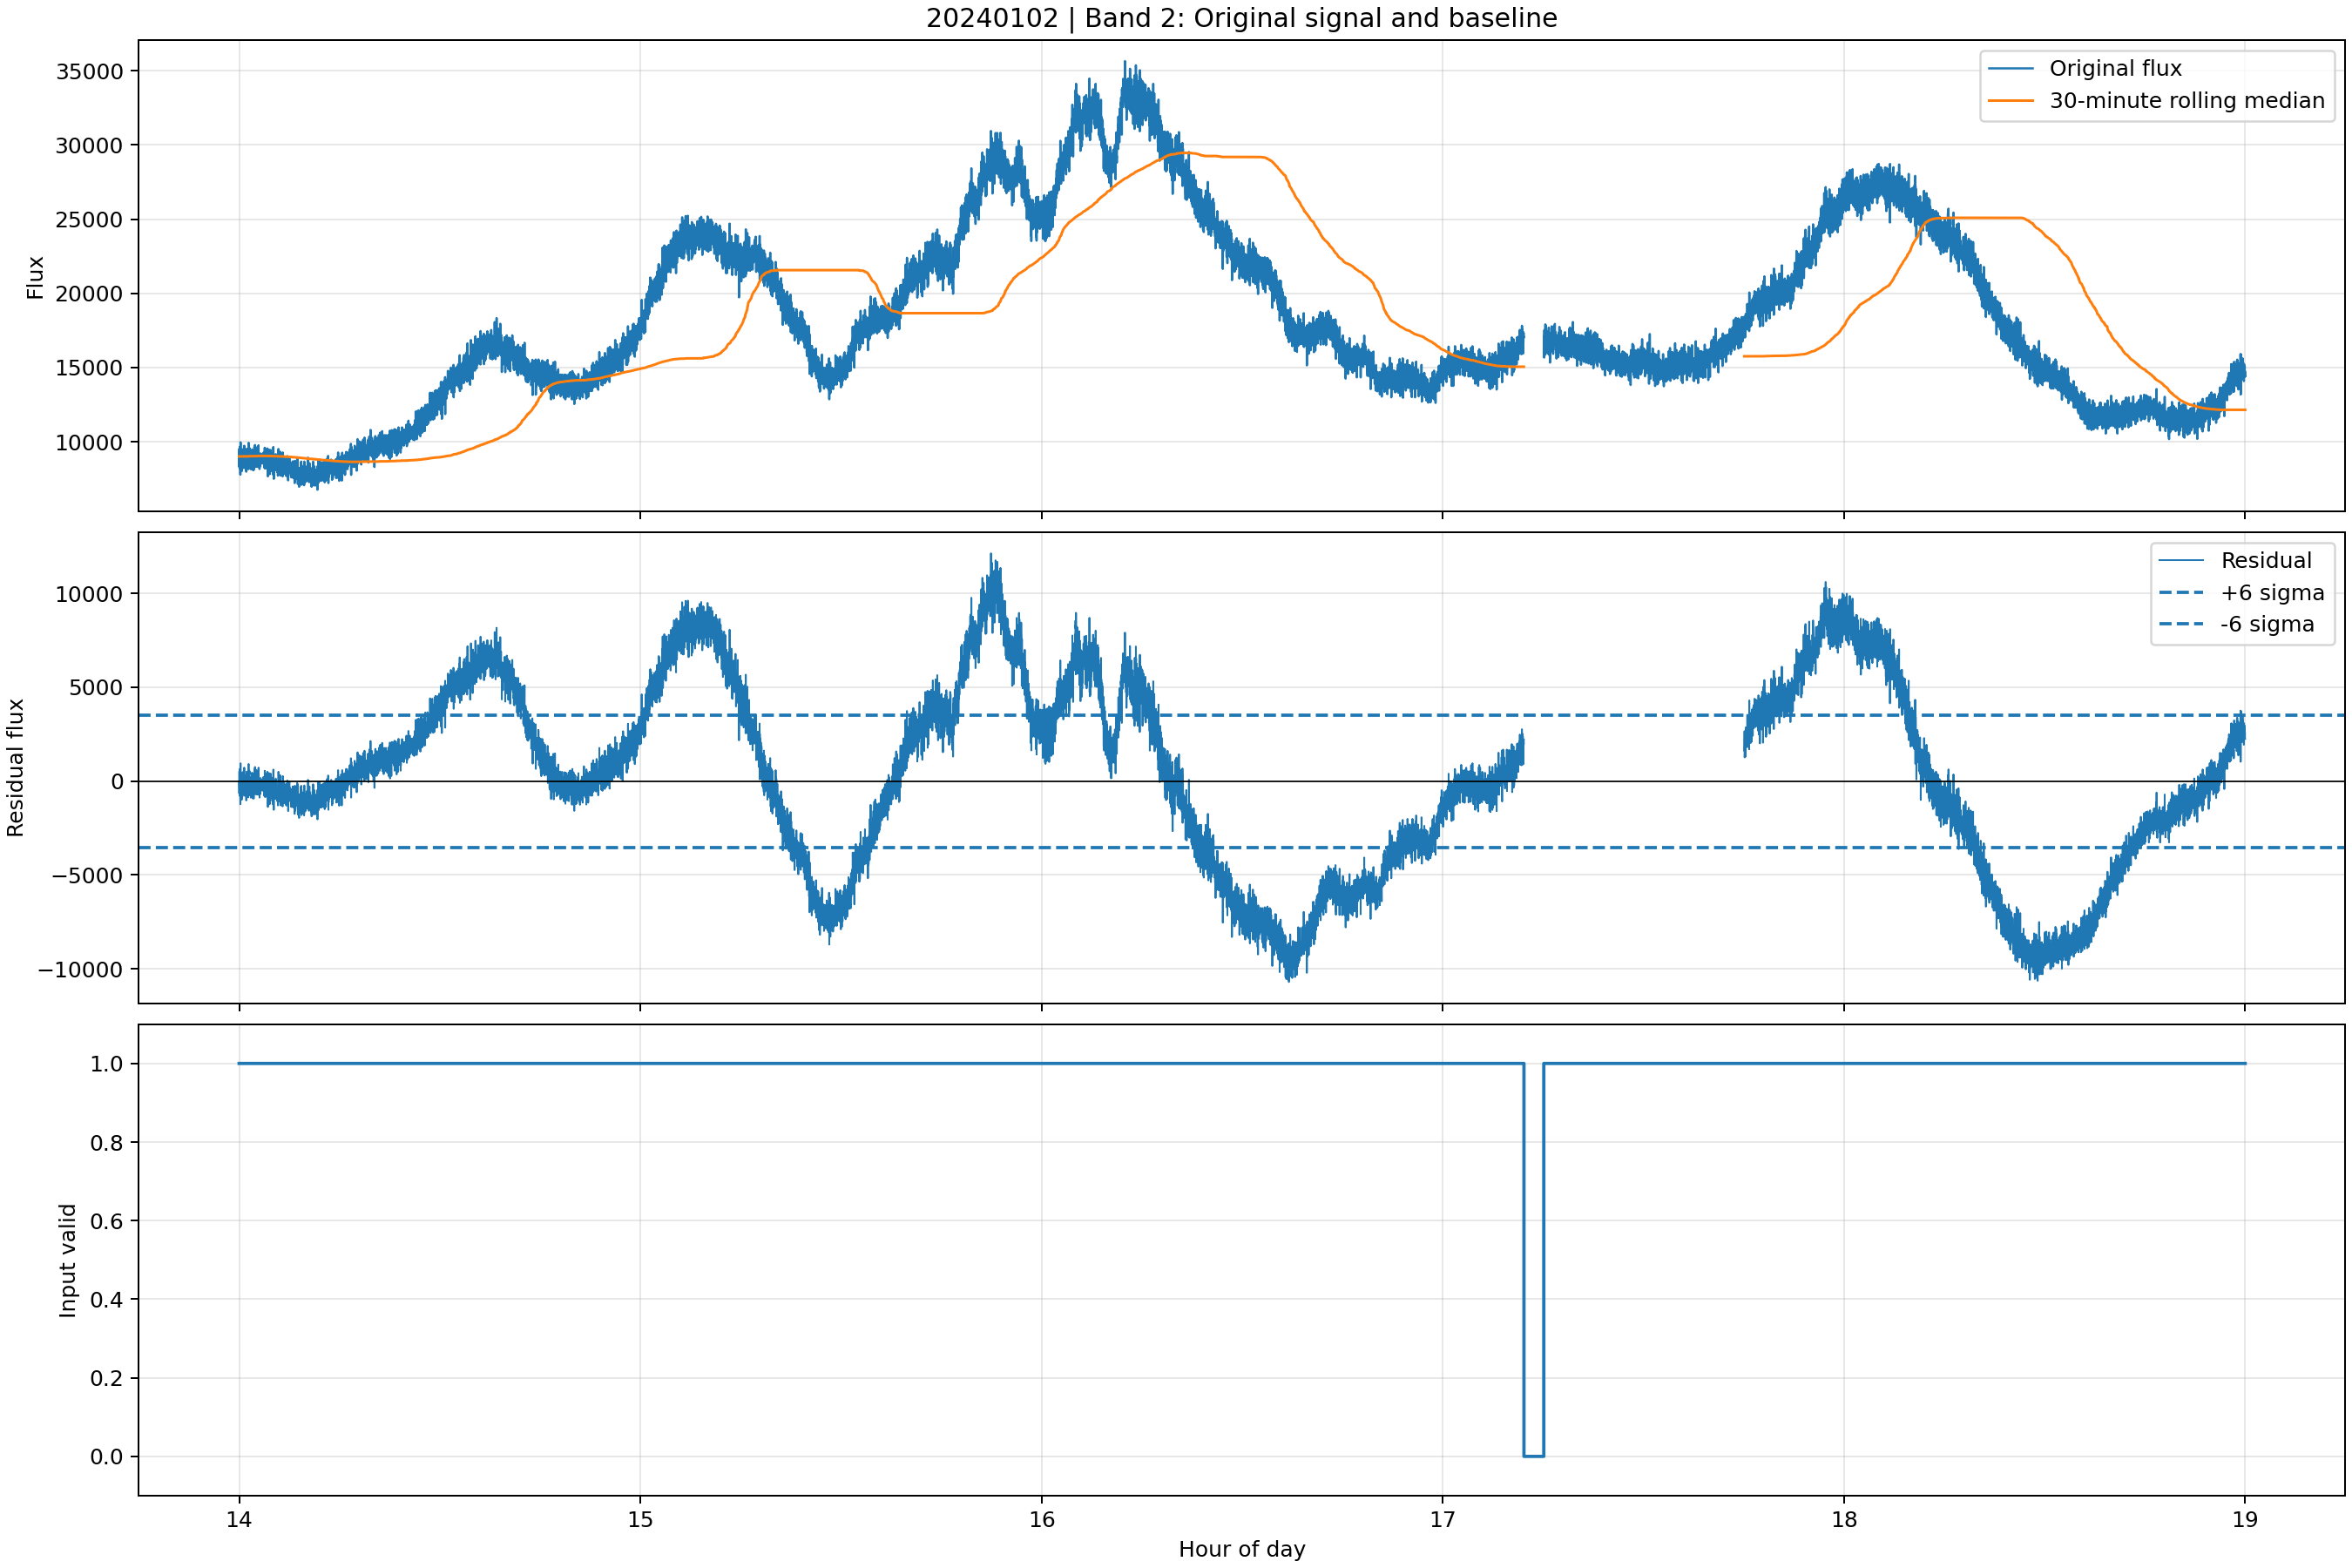 20240102 | Band 2: Original signal and baseline
Flux
35000
30000
25000
20000
15000
10000
Original flux
30-minute rolling median
Residual flux
10000
5000
0
−5000
−10000
Residual
+6 sigma
-6 sigma
Input valid
1.0
0.8
0.6
0.4
0.2
0.0
14 15 16 17 18 19
Hour of day